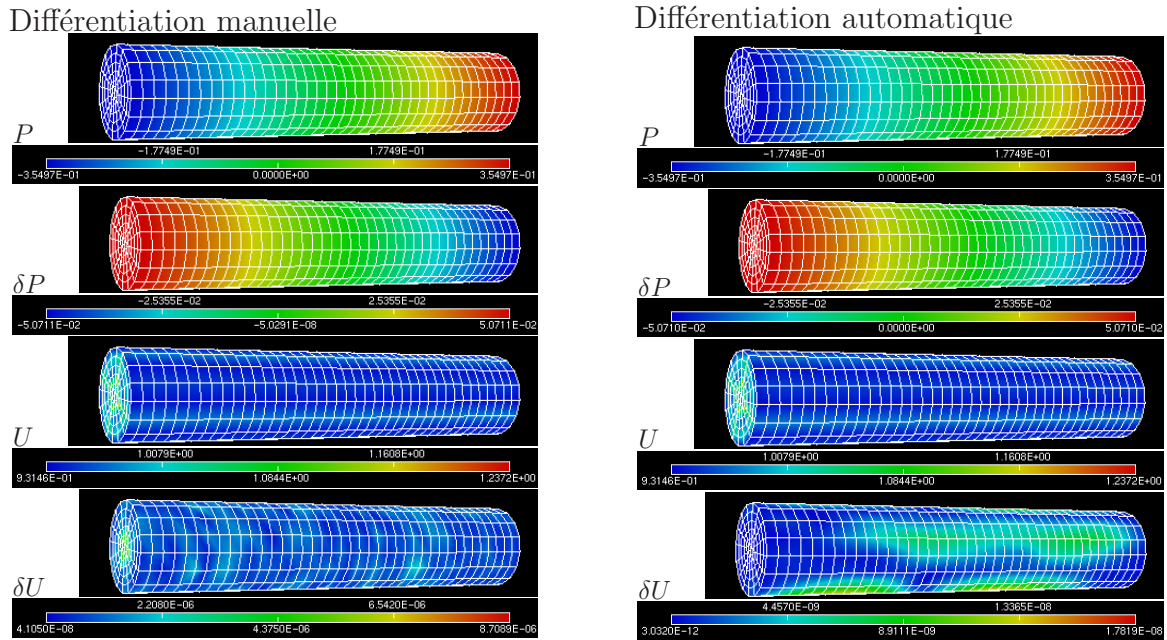 Différentiation manuelle
P
−1.7749E−01 1.7749E−01
−3.5497E−01 0.0000E+00 3.5497E−01
δP
−2.5355E−02 2.5355E−02
−5.0711E−02 −5.0291E−08 5.0711E−02
U
1.0079E+00 1.1608E+00
9.3146E−01 1.0844E+00 1.2372E+00
δU
2.2080E−06 6.5420E−06
4.1050E−08 4.3750E−06 8.7089E−06
Différentiation automatique
P
−1.7749E−01 1.7749E−01
−3.5497E−01 0.0000E+00 3.5497E−01
δP
−2.5355E−02 2.5355E−02
−5.0710E−02 0.0000E+00 5.0710E−02
U
1.0079E+00 1.1608E+00
9.3146E−01 1.0844E+00 1.2372E+00
δU
4.4570E−09 1.3365E−08
3.0320E−12 8.9111E−09 1.7819E−08